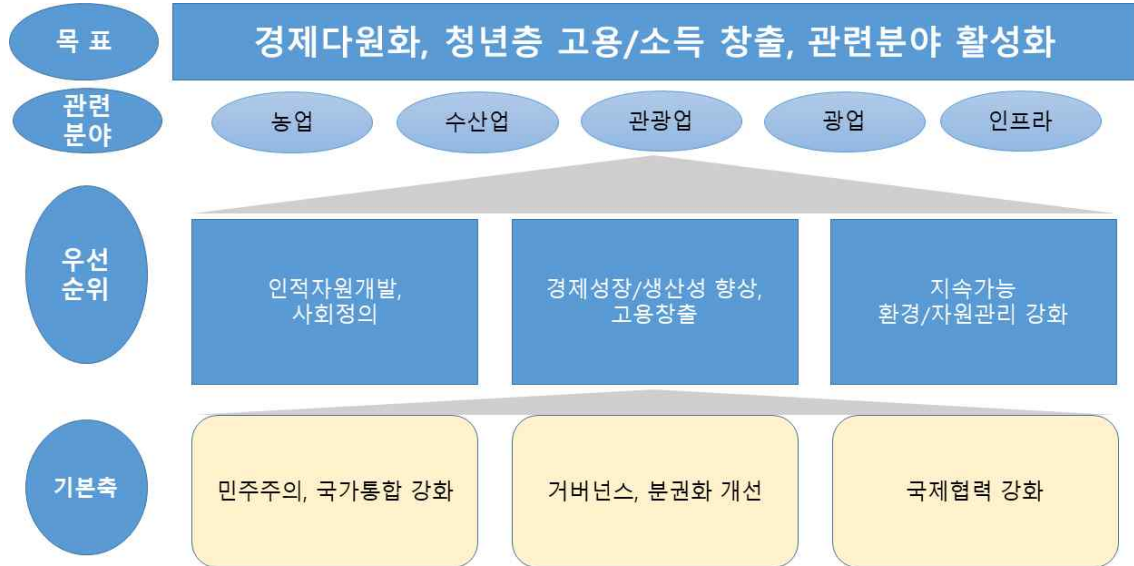 목 표
경제다원화, 청년층 고용/소득 창출, 관련분야 활성화
관련
분야
농업
수산업
관광업
광업
인프라
우선
순위
인적자원개발,
사회정의
경제성장/생산성 향상,
고용창출
지속가능
환경/자원관리 강화
기본축
민주주의, 국가통합 강화
거버넌스, 분권화 개선
국제협력 강화